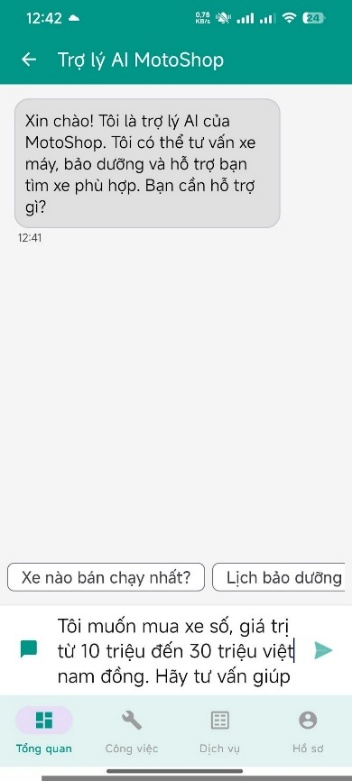 12:42
0,78
KB/s
24
Trợ lý AI MotoShop
Xin chào! Tôi là trợ lý AI của
MotoShop. Tôi có thể tư vấn xe
máy, bảo dưỡng và hỗ trợ bạn
tìm xe phù hợp. Bạn cần hỗ trợ
gì?
12:41
Xe nào bán chạy nhất?
Lịch bảo dưỡng
Tôi muốn mua xe số, giá trị
từ 10 triệu đến 30 triệu việt
nam đồng. Hãy tư vấn giúp
Tổng quan
Công việc
Dịch vụ
Hồ sơ